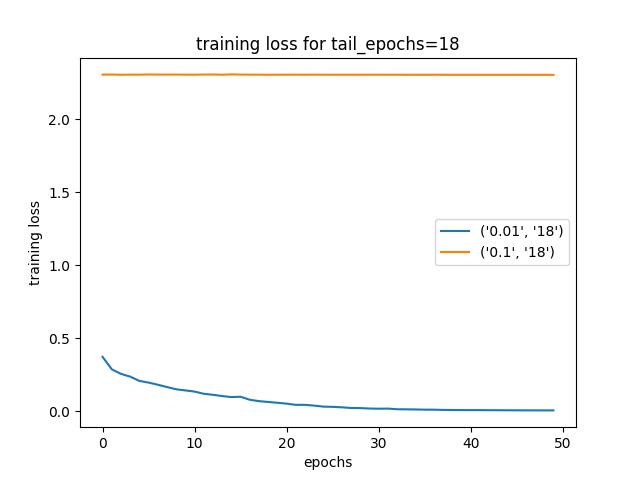 training loss for tail_epochs=18
training loss
2.0
1.5
1.0
0.5
0.0
('0.01', '18')
('0.1', '18')
0 10 20 30 40 50
epochs